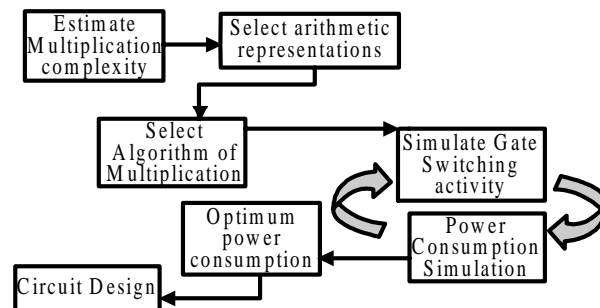 Estimate
Multiplication
complexity
Select arithmetic
representations
Select
Algorithm of
Multiplication
Simulate Gate
Switching
activity
Optimum
power
consumption
Power
Consumption
Simulation
Circuit Design